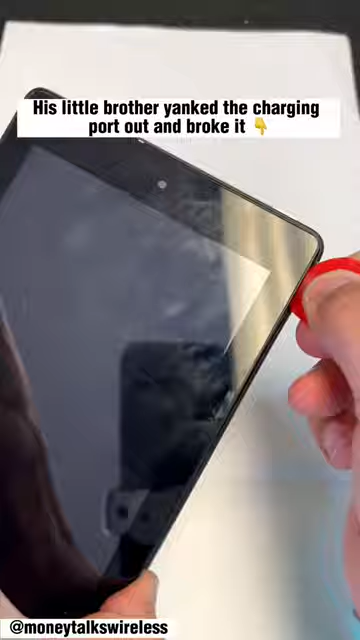 His little brother yanked the charging
port out and broke it 👇
@moneytalkswireless